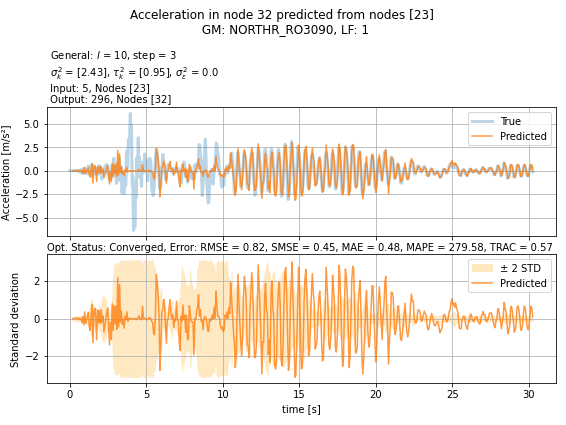 Acceleration in node 32 predicted from nodes [23]
GM: NORTHR_RO3090, LF: 1
General: l = 10, step = 3
σ²ₖ = [2.43], τ²ₖ = [0.95], σ²ε = 0.0
Input: 5, Nodes [23]
Output: 296, Nodes [32]
Acceleration [m/s²]
5.0
2.5
0.0
−2.5
−5.0
True
Predicted
Opt. Status: Converged, Error: RMSE = 0.82, SMSE = 0.45, MAE = 0.48, MAPE = 279.58, TRAC = 0.57
Standard deviation
2
0
−2
± 2 STD
Predicted
0 5 10 15 20 25 30
time [s]